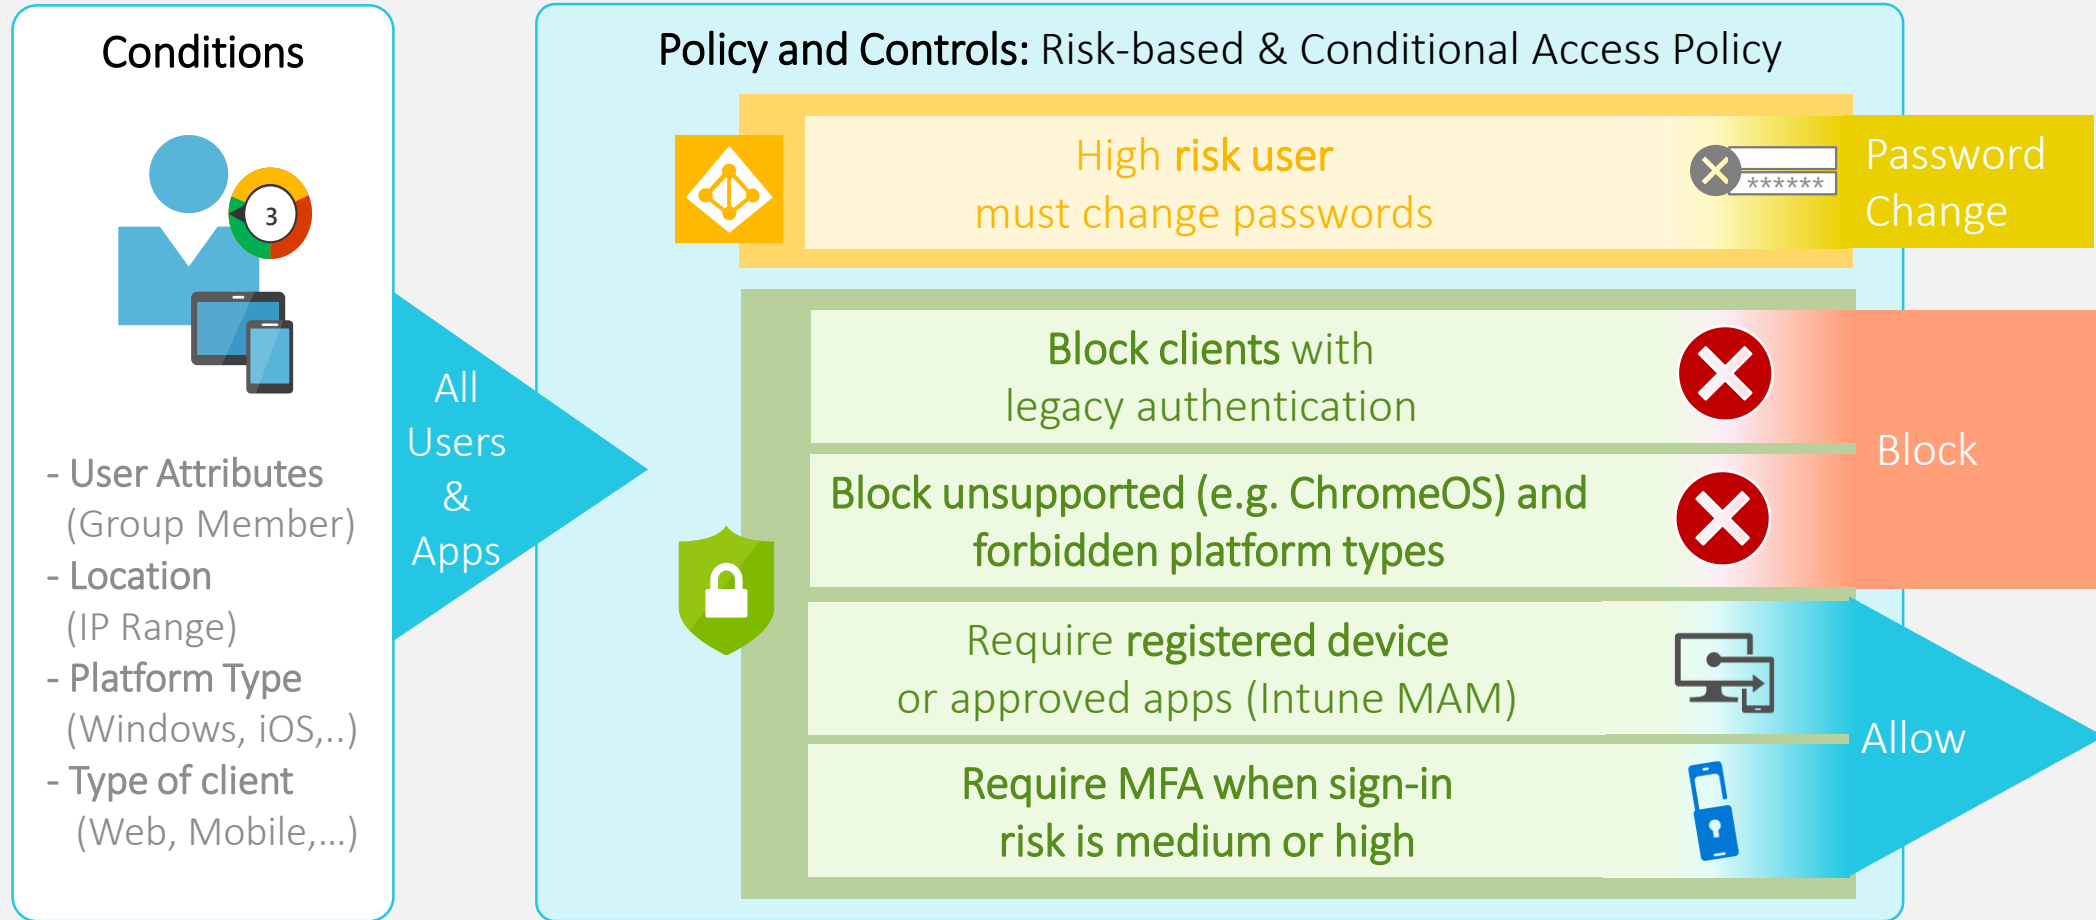 Conditions
3
- User Attributes
(Group Member)
- Location
(IP Range)
- Platform Type
(Windows, iOS,..)
- Type of client
(Web, Mobile,...)
All
Users
&
Apps
Policy and Controls: Risk-based & Conditional Access Policy
High risk user
must change passwords
******
Password
Change
Block clients with
legacy authentication
Block unsupported (e.g. ChromeOS) and
forbidden platform types
Block
Require registered device
or approved apps (Intune MAM)
Require MFA when sign-in
risk is medium or high
Allow